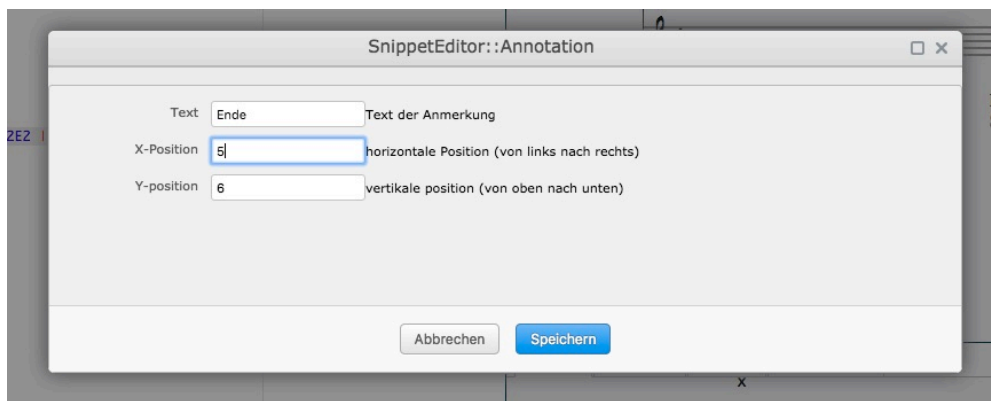 SnippetEditor::Annotation
Text Ende Text der Anmerkung
2E2 |
X-Position 5 horizontale Position (von links nach rechts)
Y-position 6 vertikale position (von oben nach unten)
Abbrechen Speichern
x